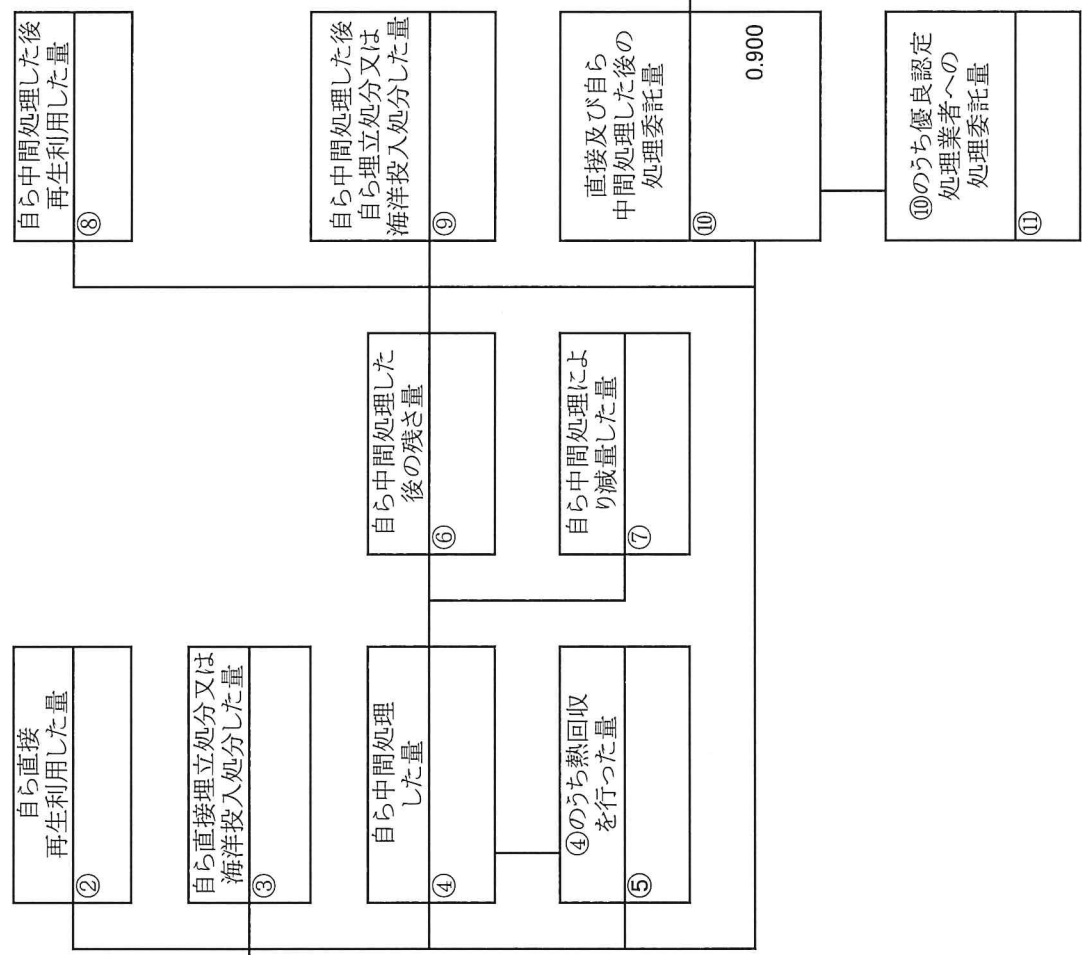 自ら直接
再生利用した量
②
自ら直接埋立処分又は
海洋投入処分した量
③
自ら中間処理
した量
④
④のうち熱回収
を行った量
⑤
自ら中間処理した
後の残さ量
⑥
自ら中間処理によ
り減量した量
⑦
自ら中間処理した後
再生利用した量
⑧
自ら中間処理した後
自ら埋立処分又は
海洋投入処分した量
⑨
直接及び自ら
中間処理した後の
処理委託量
⑩
0.900
⑩のうち優良認定
処理業者への
処理委託量
⑪